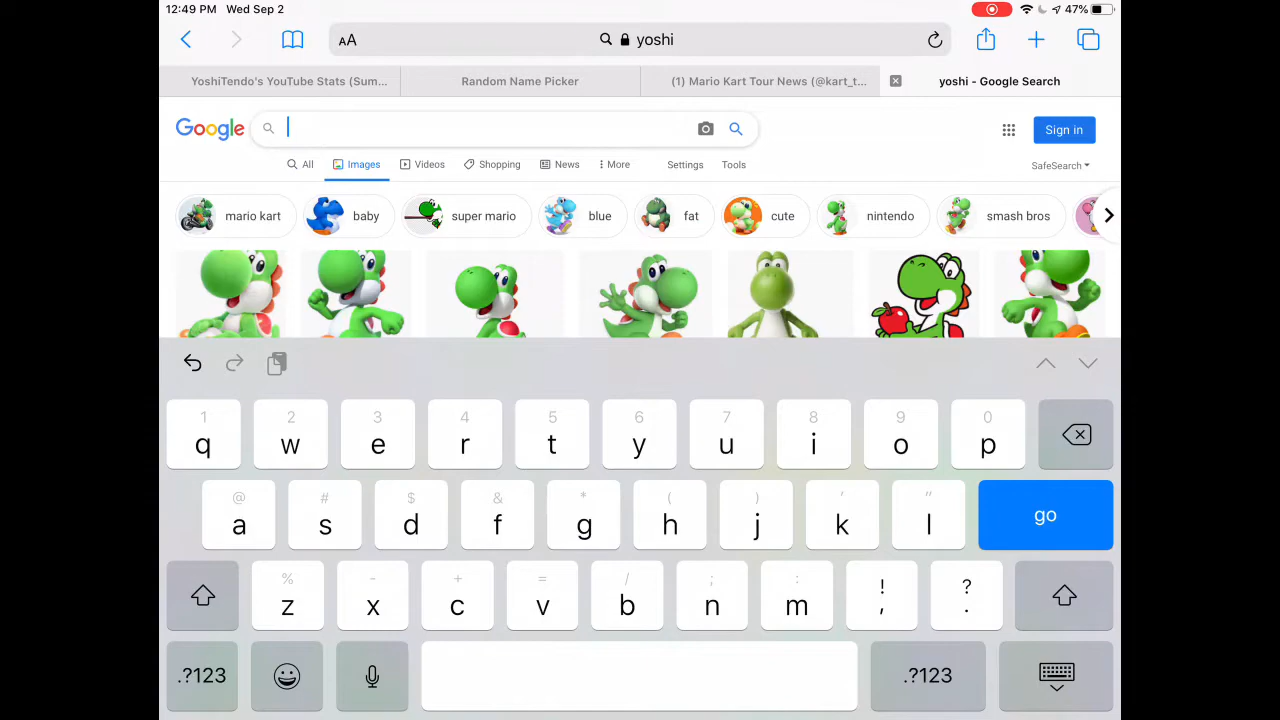 12:49 PM Wed Sep 2
47%
AA
yoshi
YoshiTendo's YouTube Stats (Sum...
Random Name Picker
(1) Mario Kart Tour News (@kart_t...
yoshi - Google Search
Google
Sign in
All
Images
Videos
Shopping
News
More
Settings
Tools
SafeSearch
mario kart
baby
super mario
blue
fat
cute
nintendo
smash bros
1 2 3 4 5 6 7 8 9 0
q w e r t y u i o p
@ # $ & * ( ) ' "
a s d f g h j k l
go
% - + = / ; : ! ?
z x c v b n m , .
.?123
.?123